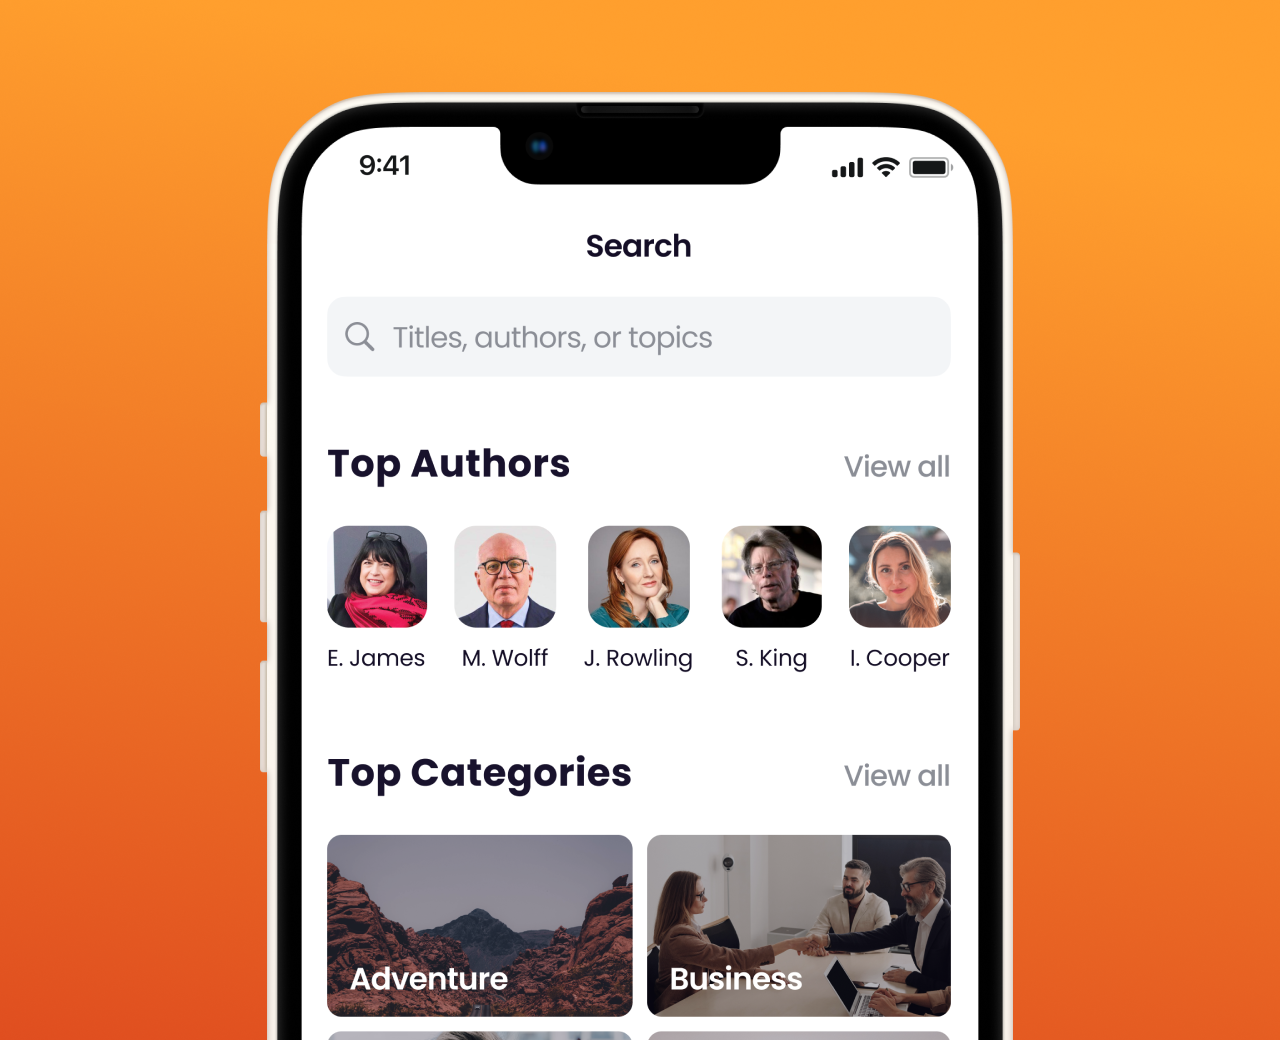 9:41
Search
Titles, authors, or topics
Top Authors View all
E. James M. Wolff J. Rowling S. King I. Cooper
Top Categories View all
Adventure Business